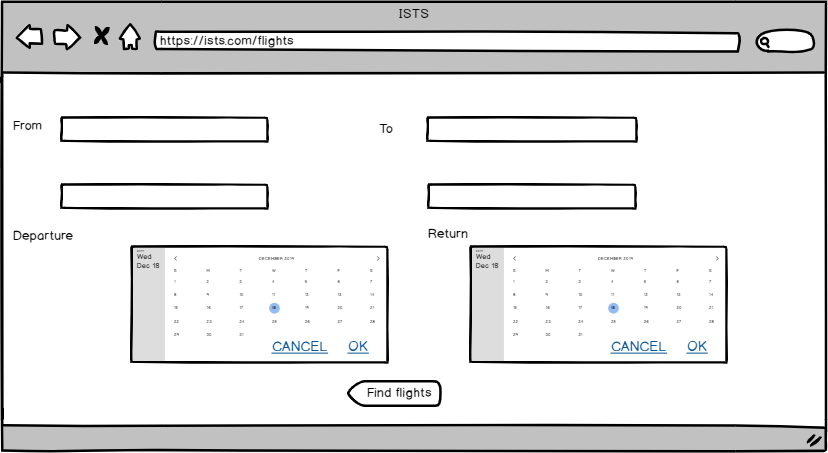 ISTS
https://ists.com/flights
From
To
Departure
Return
Wed
Dec 18
DECEMBER 2019
S M T W T F S
1 2 3 4 5 6 7
8 9 10 11 12 13 14
15 16 17 18 19 20 21
22 23 24 25 26 27 28
29 30 31
CANCEL OK
Wed
Dec 18
DECEMBER 2019
S M T W T F S
1 2 3 4 5 6 7
8 9 10 11 12 13 14
15 16 17 18 19 20 21
22 23 24 25 26 27 28
29 30 31
CANCEL OK
Find flights